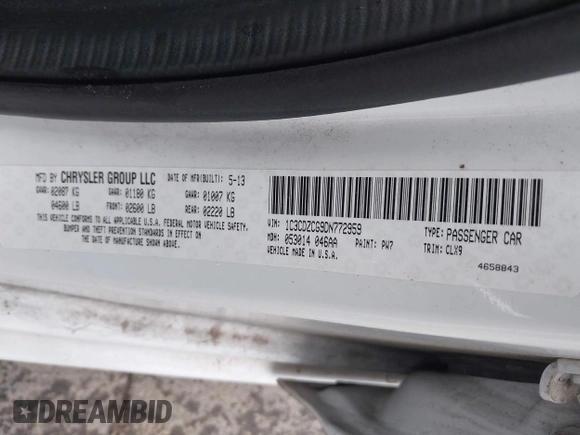 MFD BY CHRYSLER GROUP LLC DATE OF MFR(BUILT): 5-13
GVWR: 02087 KG GAWR: 01180 KG GAWR: 01007 KG
04600 LB FRONT: 02600 LB REAR: 02220 LB
THIS VEHICLE CONFORMS TO ALL APPLICABLE U.S.A. FEDERAL MOTOR VEHICLE SAFETY,
BUMPER AND THEFT PREVENTION STANDARDS IN EFFECT ON THE
DATE OF MANUFACTURE SHOWN ABOVE.
VIN: 1C3CDZCG9DN772959 TYPE: PASSENGER CAR
MDH: 053014 046AA PAINT: PW7 TRIM: CLX9
VEHICLE MADE IN U.S.A. 4658843
DREAMBID